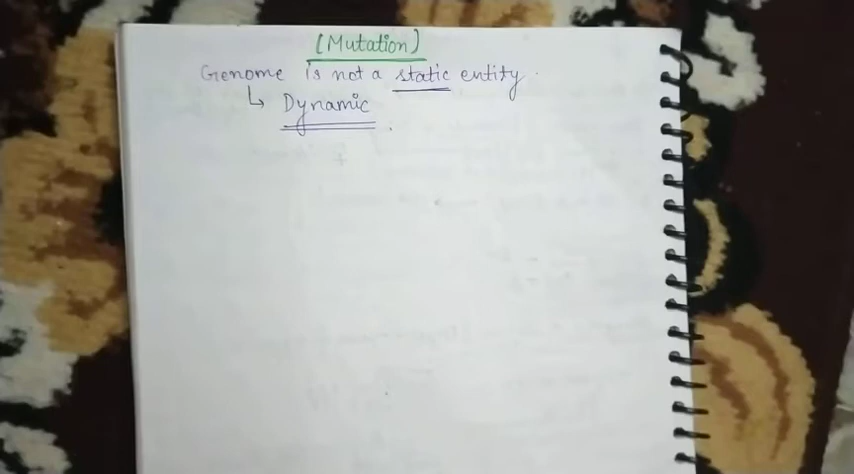 (Mutation)
Genome is not a static entity.
↳ Dynamic.